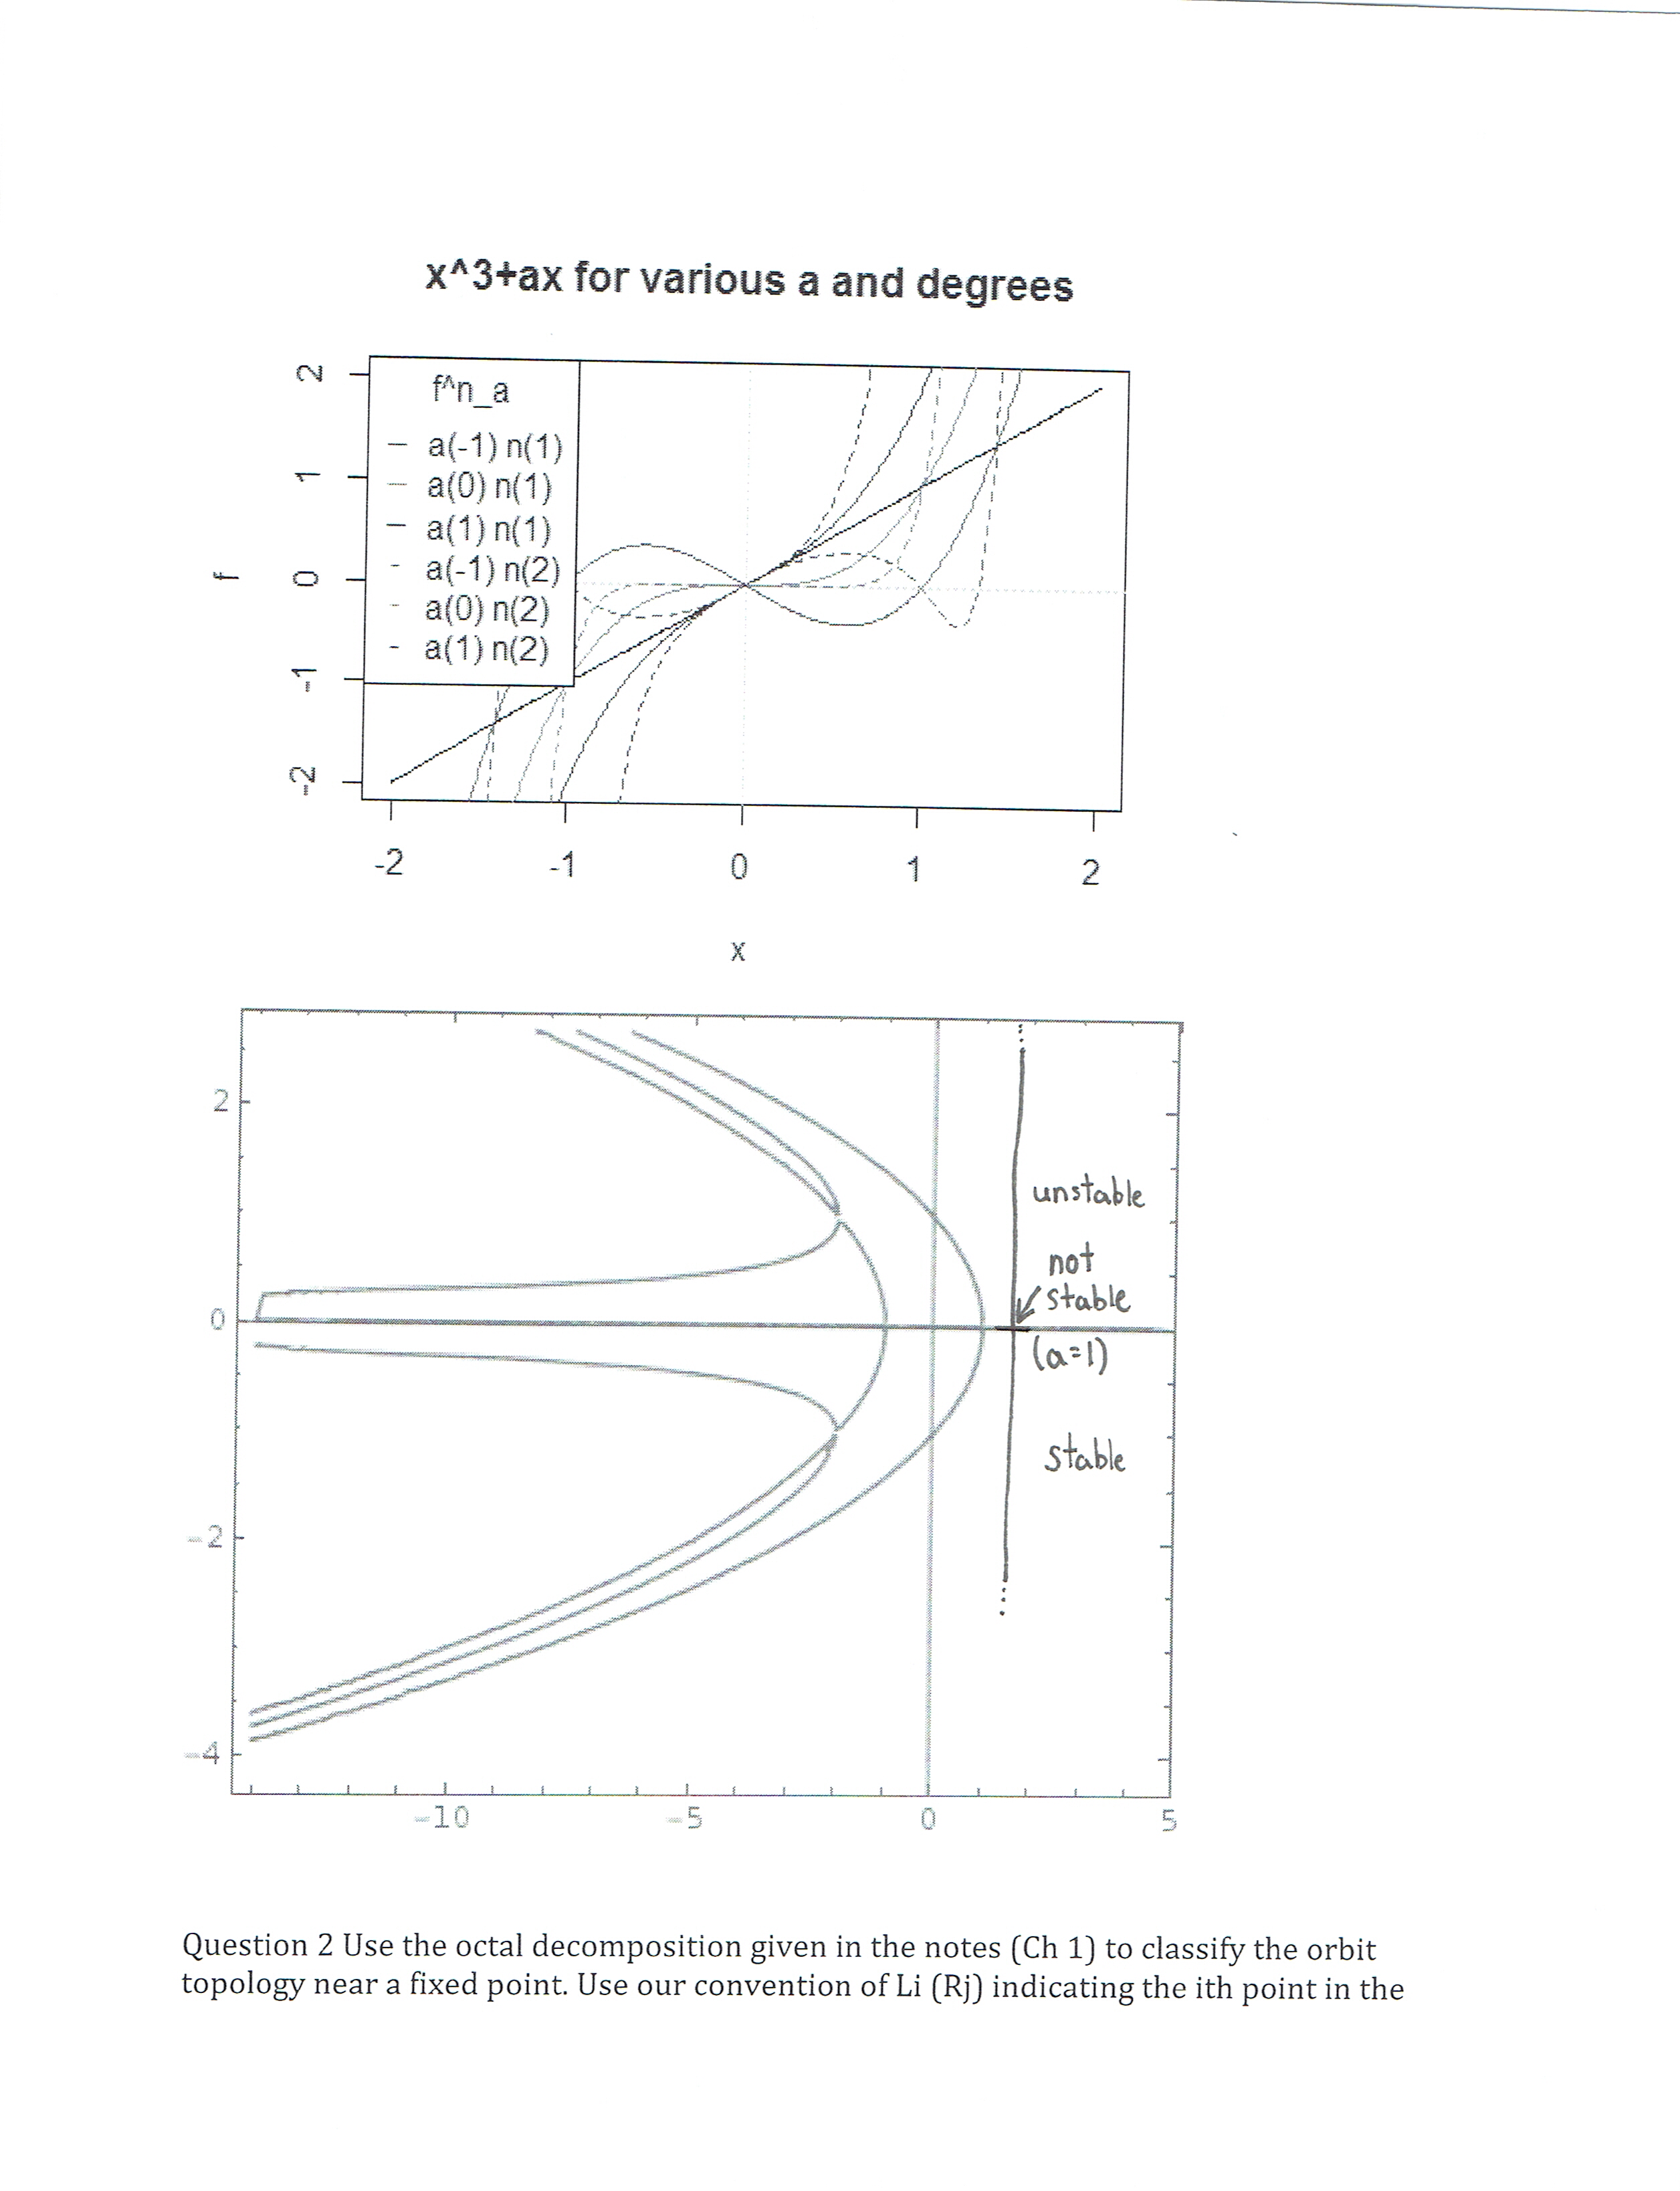 x^3+ax for various a and degrees
f^n_a
a(-1) n(1)
a(0) n(1)
a(1) n(1)
a(-1) n(2)
a(0) n(2)
a(1) n(2)
2
1
0
-1
-2
f
-2 -1 0 1 2
x
2
0
-2
-4
-10 -5 0 5
unstable
not
stable
(a=1)
stable
Question 2 Use the octal decomposition given in the notes (Ch 1) to classify the orbit
topology near a fixed point. Use our convention of Li (Rj) indicating the ith point in the